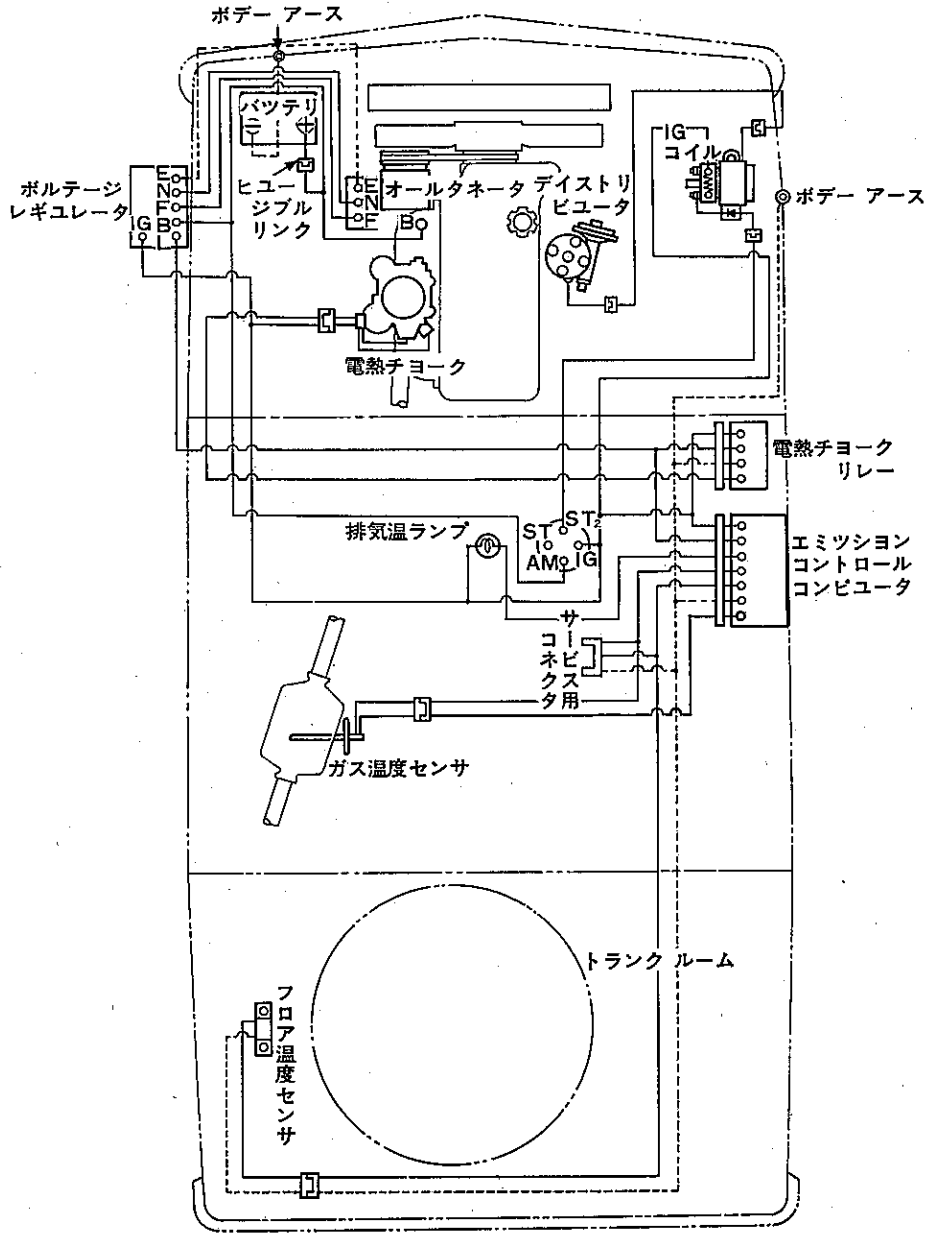 ボデー アース
バッテリ
ヒユー
ジブル
リンク
ボルテージ
レギユレータ
E
N
F
B
IG
L
E
N
F
B
オールタネータ
デイストリ
ビユータ
IG
コイル
ボデー アース
電熱チヨーク
電熱チヨーク
リレー
排気温ランプ
ST
ST2
AM
IG
エミツシヨン
コントロール
コンピユータ
サービス用
コネクタ
ガス温度センサ
トランク ルーム
フロア温度センサ